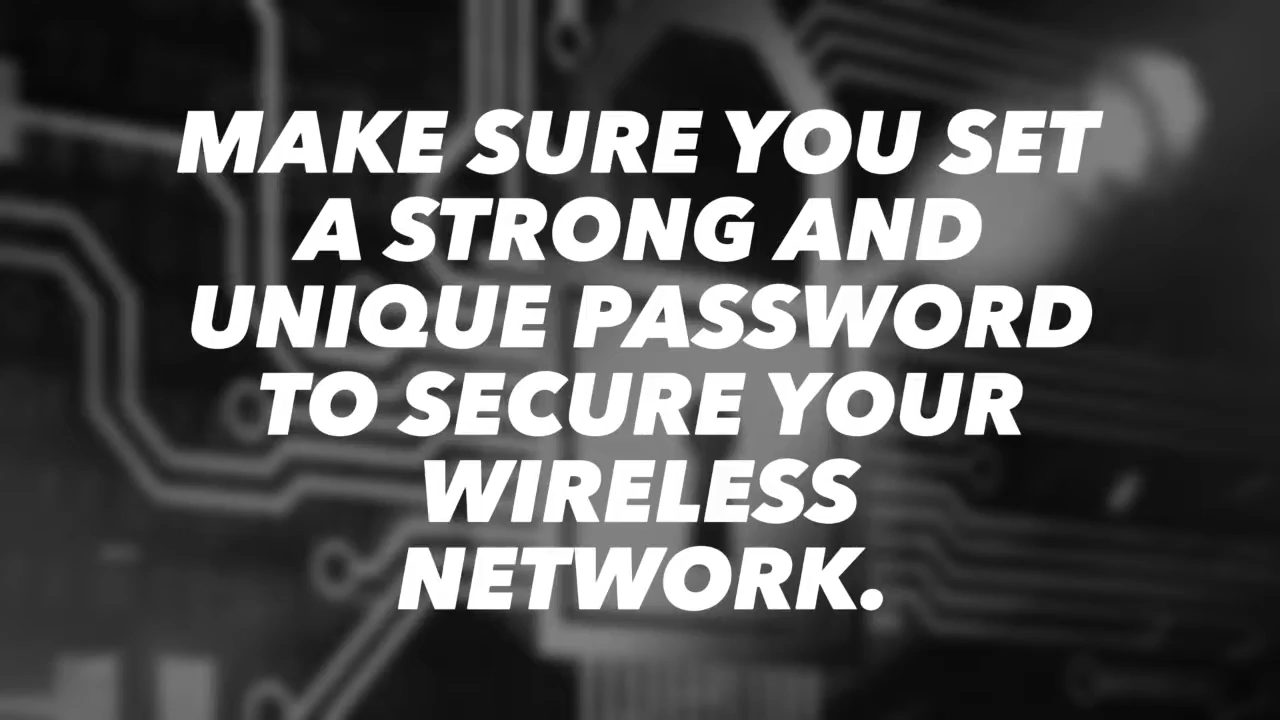 MAKE SURE YOU SET
A STRONG AND
UNIQUE PASSWORD
TO SECURE YOUR
WIRELESS
NETWORK.